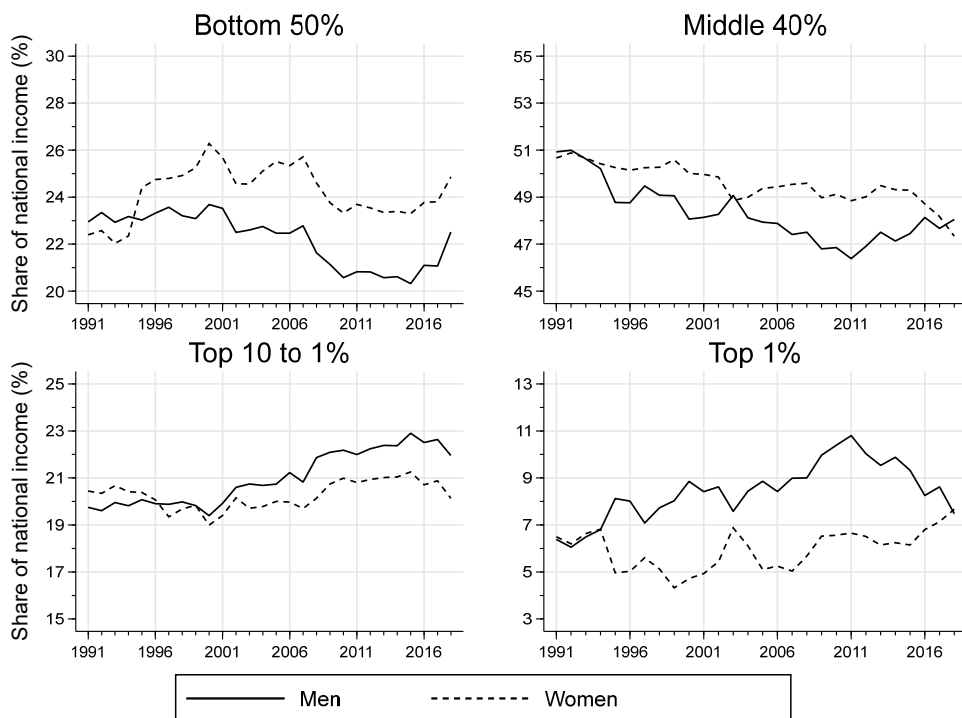 Bottom 50%
Share of national income (%)
30
28
26
24
22
20
1991 1996 2001 2006 2011 2016
Middle 40%
55
53
51
49
47
45
1991 1996 2001 2006 2011 2016
Top 10 to 1%
Share of national income (%)
25
23
21
19
17
15
1991 1996 2001 2006 2011 2016
Top 1%
13
11
9
7
5
3
1991 1996 2001 2006 2011 2016
Men Women